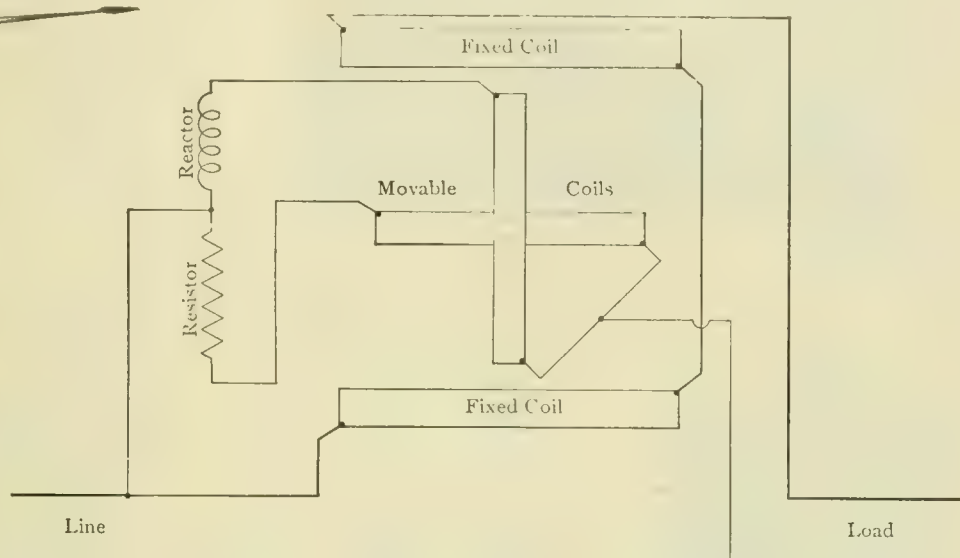 Fixed Coil
Reactor
Movable Coils
Resistor
Fixed Coil
Line
Load